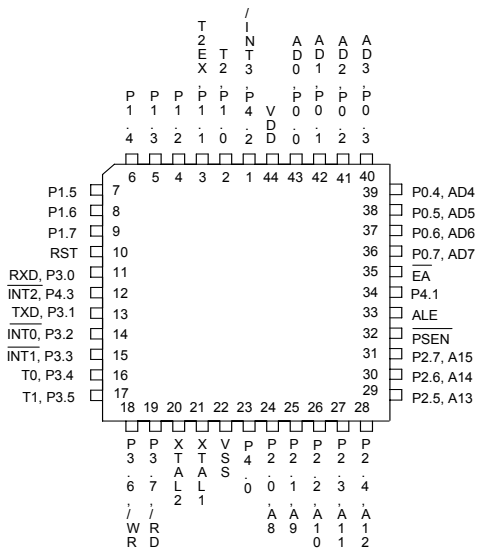 P1.4
P1.3
P1.2
T2EX,P1.1
T2,P1.0
/INT3,P4.2
VDD
AD0,P0.0
AD1,P0.1
AD2,P0.2
AD3,P0.3
6 5 4 3 2 1 44 43 42 41 40
P1.5 7
P1.6 8
P1.7 9
RST 10
RXD, P3.0 11
INT2, P4.3 12
TXD, P3.1 13
INT0, P3.2 14
INT1, P3.3 15
T0, P3.4 16
T1, P3.5 17
39 P0.4, AD4
38 P0.5, AD5
37 P0.6, AD6
36 P0.7, AD7
35 EA
34 P4.1
33 ALE
32 PSEN
31 P2.7, A15
30 P2.6, A14
29 P2.5, A13
18 19 20 21 22 23 24 25 26 27 28
P3.6,/WR
P3.7,/RD
XTAL2
XTAL1
VSS
P4.0
P2.0,A8
P2.1,A9
P2.2,A10
P2.3,A11
P2.4,A12